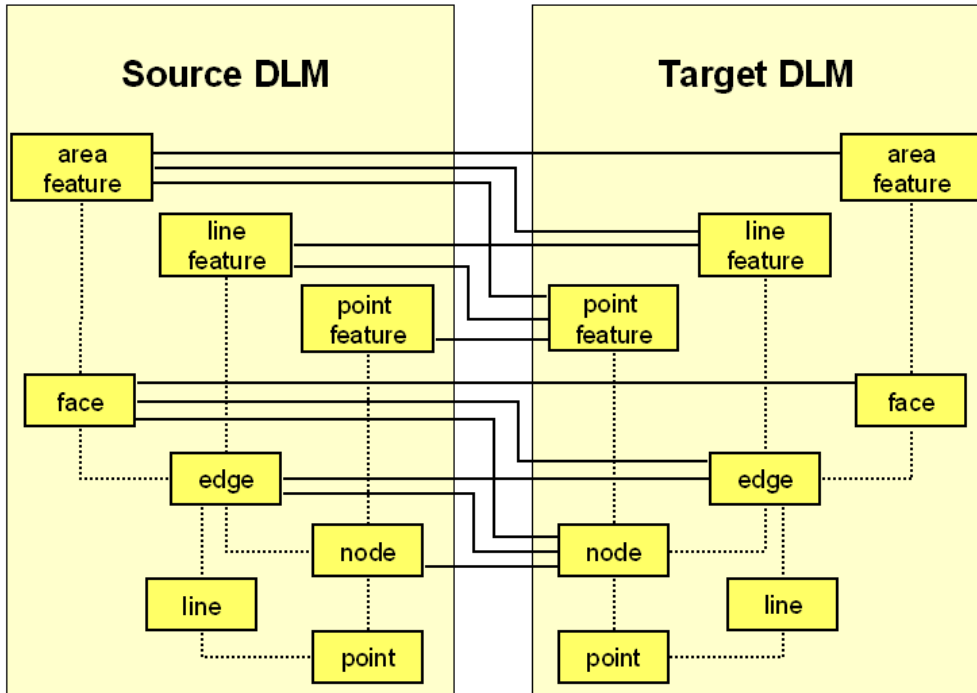 Source DLM
Target DLM
area
feature
area
feature
line
feature
line
feature
point
feature
point
feature
face
face
edge
edge
node
node
line
line
point
point